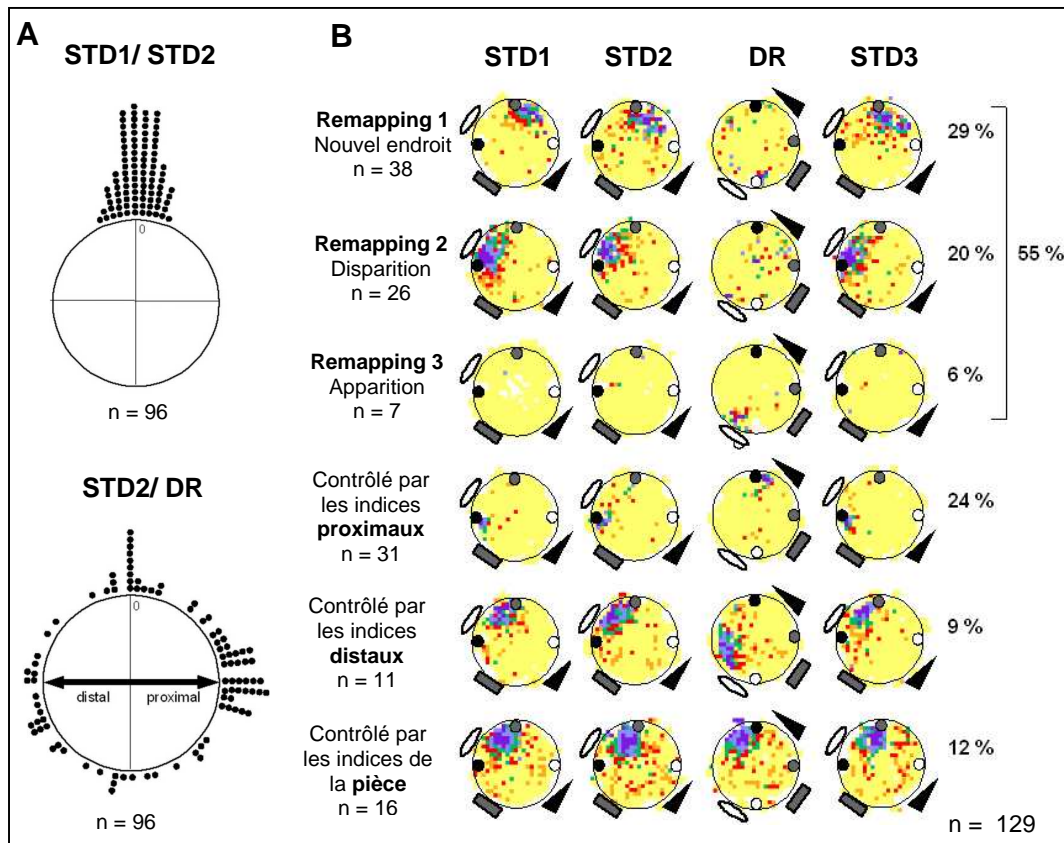 A
STD1/ STD2
0
n = 96
STD2/ DR
0
distal
proximal
n = 96
B
STD1
STD2
DR
STD3
Remapping 1
Nouvel endroit
n = 38
29 %
Remapping 2
Disparition
n = 26
20 %
55 %
Remapping 3
Apparition
n = 7
6 %
Contrôlé par
les indices
proximaux
n = 31
24 %
Contrôlé par
les indices
distaux
n = 11
9 %
Contrôlé par
les indices de
la pièce
n = 16
12 %
n = 129